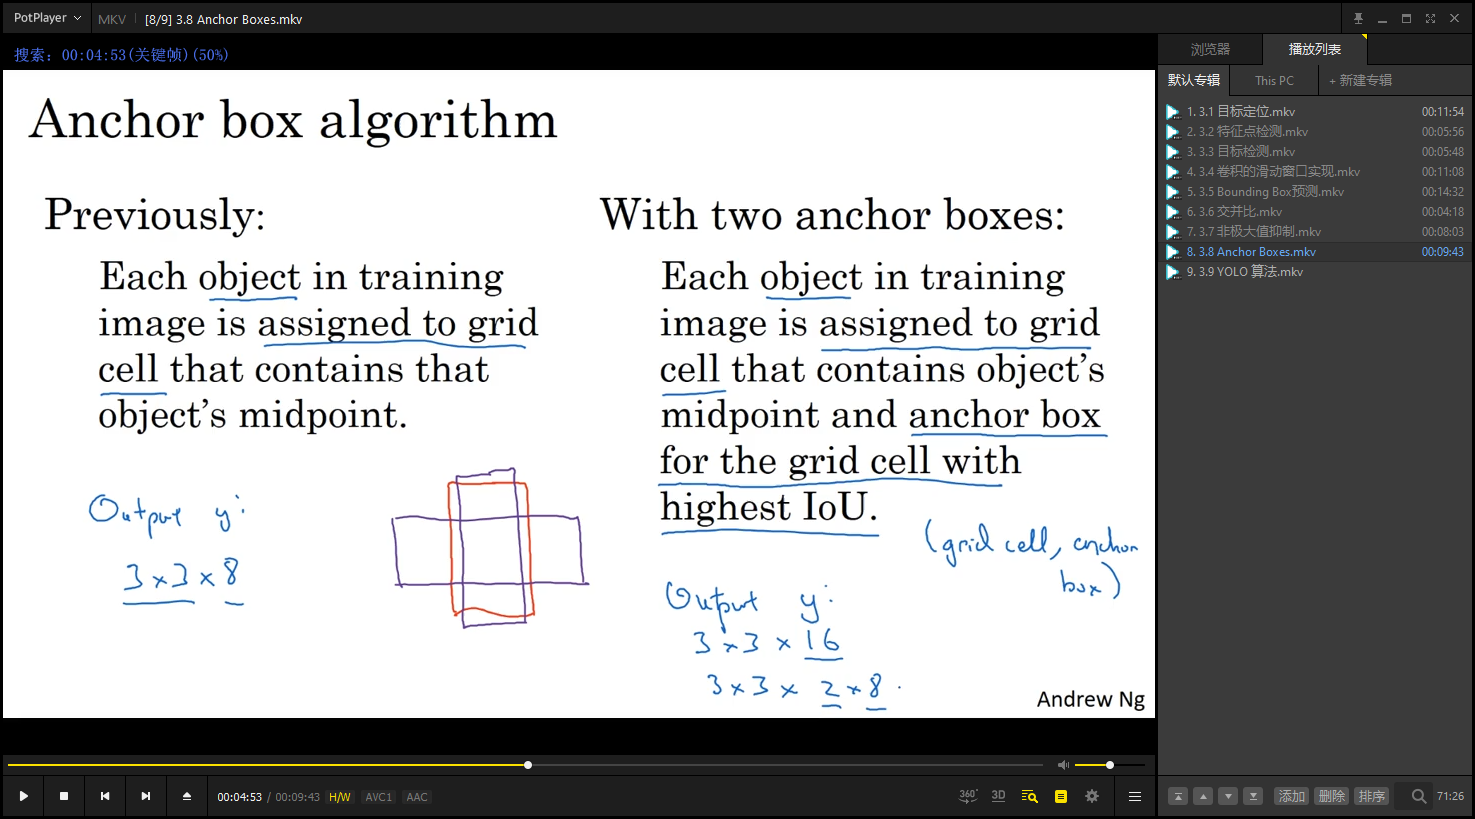 PotPlayer
MKV
[8/9] 3.8 Anchor Boxes.mkv
搜索: 00:04:53(关键帧)(50%)
Anchor box algorithm
Previously:
Each object in training
image is assigned to grid
cell that contains that
object's midpoint.
Output y:
3×3×8
With two anchor boxes:
Each object in training
image is assigned to grid
cell that contains object's
midpoint and anchor box
for the grid cell with
highest IoU.
(grid cell, anchor
box)
Output y:
3×3×16
3×3×2×8
Andrew Ng
浏览器
播放列表
默认专辑
This PC
+ 新建专辑
1. 3.1 目标定位.mkv 00:11:54
2. 3.2 特征点检测.mkv 00:05:56
3. 3.3 目标检测.mkv 00:05:48
4. 3.4 卷积的滑动窗口实现.mkv 00:11:08
5. 3.5 Bounding Box预测.mkv 00:14:32
6. 3.6 交并比.mkv 00:04:18
7. 3.7 非极大值抑制.mkv 00:08:03
8. 3.8 Anchor Boxes.mkv 00:09:43
9. 3.9 YOLO 算法.mkv
00:04:53 / 00:09:43 H/W AVC1 AAC
360° 3D
添加 删除 排序
71:26